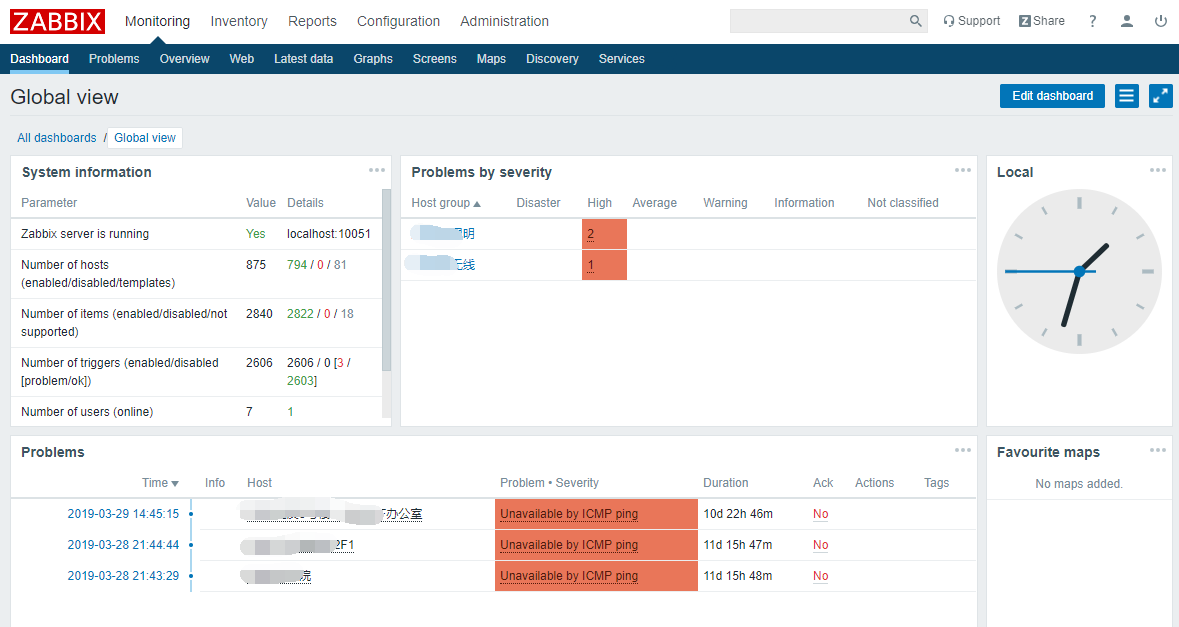 ZABBIX Monitoring Inventory Reports Configuration Administration Support Z Share ?
Dashboard Problems Overview Web Latest data Graphs Screens Maps Discovery Services
Global view Edit dashboard
All dashboards / Global view
System information
Parameter Value Details
Zabbix server is running Yes localhost:10051
Number of hosts (enabled/disabled/templates) 875 794 / 0 / 81
Number of items (enabled/disabled/not supported) 2840 2822 / 0 / 18
Number of triggers (enabled/disabled [problem/ok]) 2606 2606 / 0 [3 / 2603]
Number of users (online) 7 1
Problems by severity
Host group Disaster High Average Warning Information Not classified
明 2
无线 1
Local
Problems
Time Info Host Problem • Severity Duration Ack Actions Tags
2019-03-29 14:45:15 办公室 Unavailable by ICMP ping 10d 22h 46m No
2019-03-28 21:44:44 2F1 Unavailable by ICMP ping 11d 15h 47m No
2019-03-28 21:43:29 院 Unavailable by ICMP ping 11d 15h 48m No
Favourite maps
No maps added.